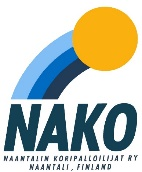 NAKO
NAANTALIN KORIPALLOILIJAT RY
NAANTALI, FINLAND